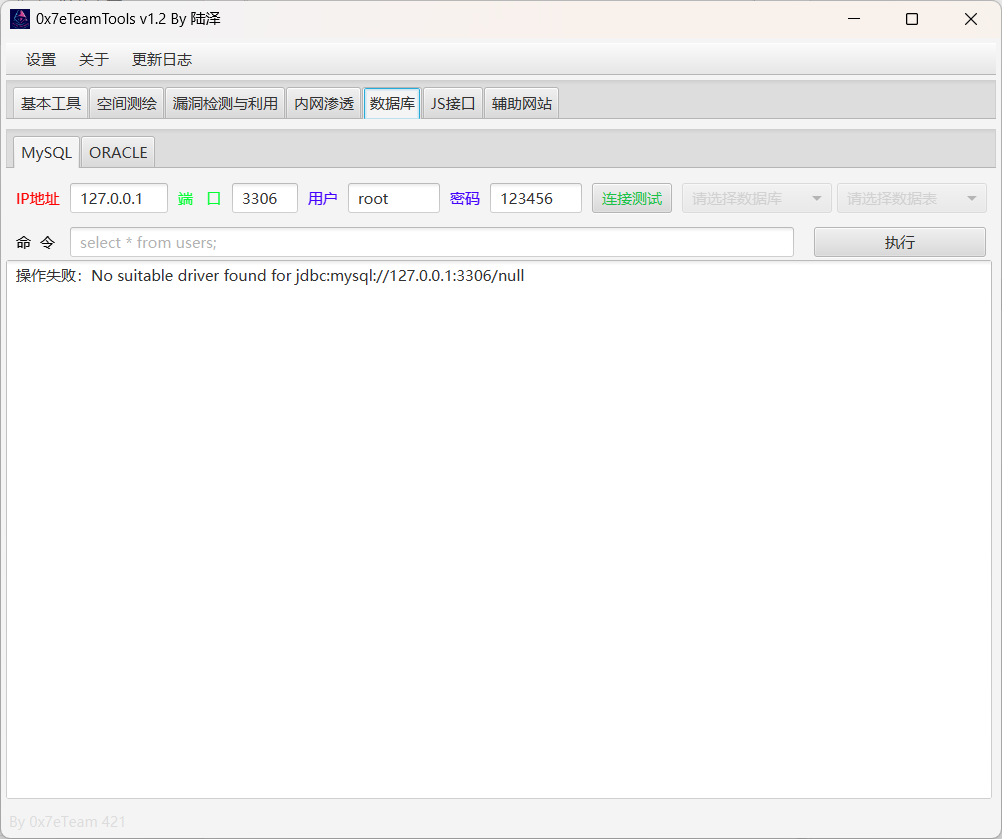 0x7eTeamTools v1.2 By 陆泽
设置 关于 更新日志
基本工具 空间测绘 漏洞检测与利用 内网渗透 数据库 JS接口 辅助网站
MySQL ORACLE
IP地址 127.0.0.1 端 口 3306 用户 root 密码 123456 连接测试 请选择数据库 请选择数据表
命 令 select * from users; 执行
操作失败：No suitable driver found for jdbc:mysql://127.0.0.1:3306/null
By 0x7eTeam 421